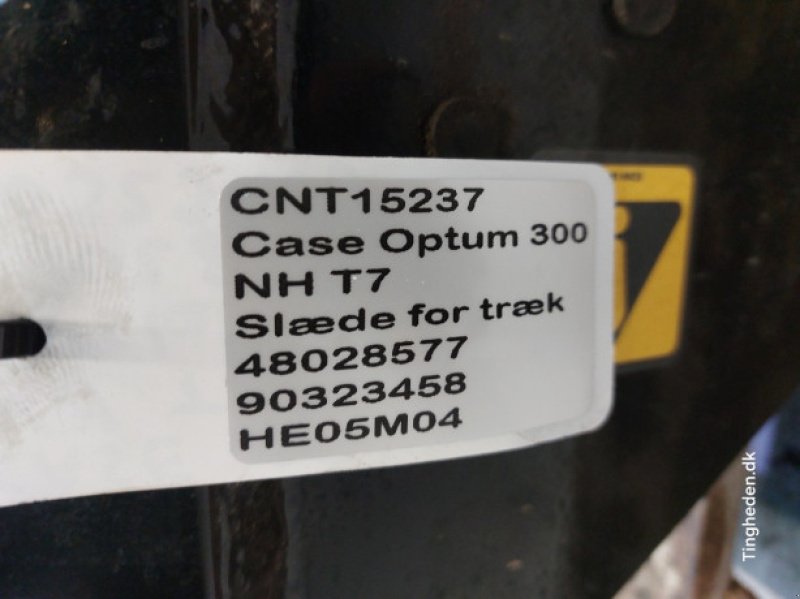 CNT15237
Case Optum 300
NH T7
Slæde for træk
48028577
90323458
HE05M04
Tingheden.dk